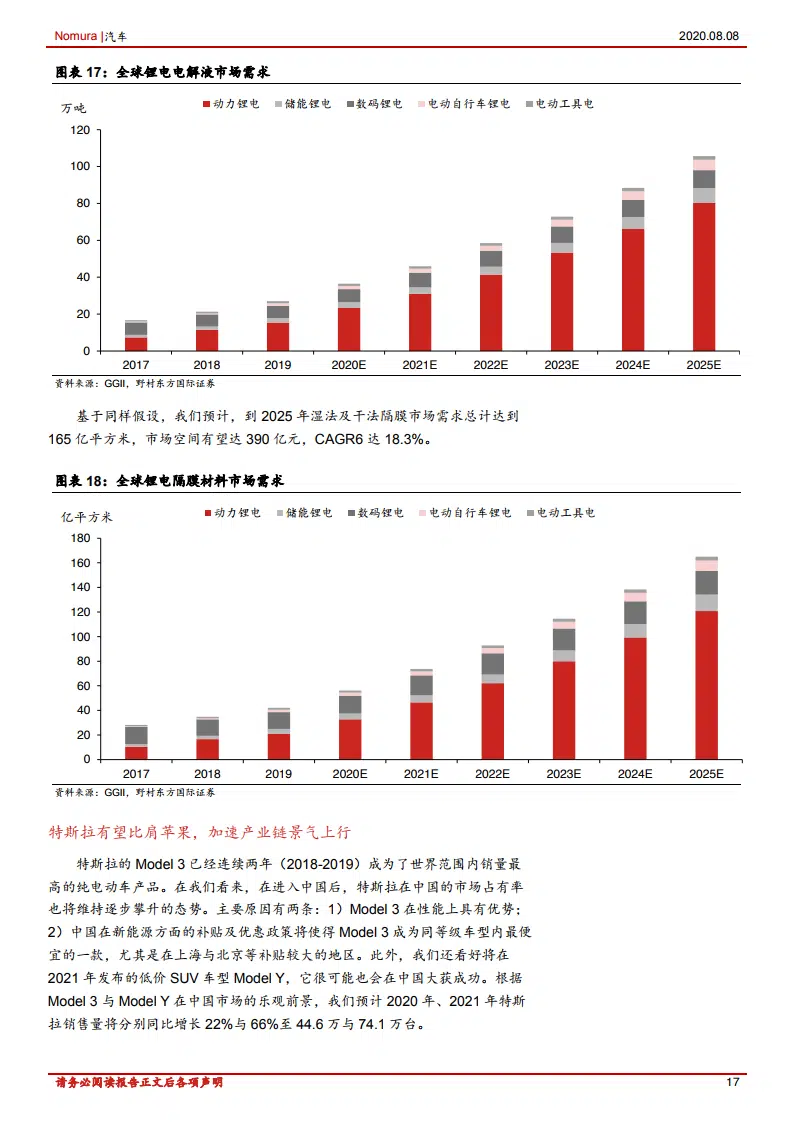 Nomura |汽车 2020.08.08
图表 17：全球锂电电解液市场需求
万吨
动力锂电 储能锂电 数码锂电 电动自行车锂电 电动工具电
120
100
80
60
40
20
0
2017 2018 2019 2020E 2021E 2022E 2023E 2024E 2025E
资料来源：GGII，野村东方国际证券
基于同样假设，我们预计，到 2025 年湿法及干法隔膜市场需求总计达到
165 亿平方米，市场空间有望达 390 亿元，CAGR6 达 18.3%。
图表 18：全球锂电隔膜材料市场需求
亿平方米
动力锂电 储能锂电 数码锂电 电动自行车锂电 电动工具电
180
160
140
120
100
80
60
40
20
0
2017 2018 2019 2020E 2021E 2022E 2023E 2024E 2025E
资料来源：GGII，野村东方国际证券
特斯拉有望比肩苹果，加速产业链景气上行
特斯拉的 Model 3 已经连续两年（2018-2019）成为了世界范围内销量最
高的纯电动车产品。在我们看来，在进入中国后，特斯拉在中国的市场占有率
也将维持逐步攀升的态势。主要原因有两条：1）Model 3 在性能上具有优势；
2）中国在新能源方面的补贴及优惠政策将使得 Model 3 成为同等级车型内最便
宜的一款，尤其是在上海与北京等补贴较大的地区。此外，我们还看好将在
2021 年发布的低价 SUV 车型 Model Y，它很可能也会在中国大获成功。根据
Model 3 与 Model Y 在中国市场的乐观前景，我们预计 2020 年、2021 年特斯
拉销售量将分别同比增长 22%与 66%至 44.6 万与 74.1 万台。
请务必阅读报告正文后各项声明 17